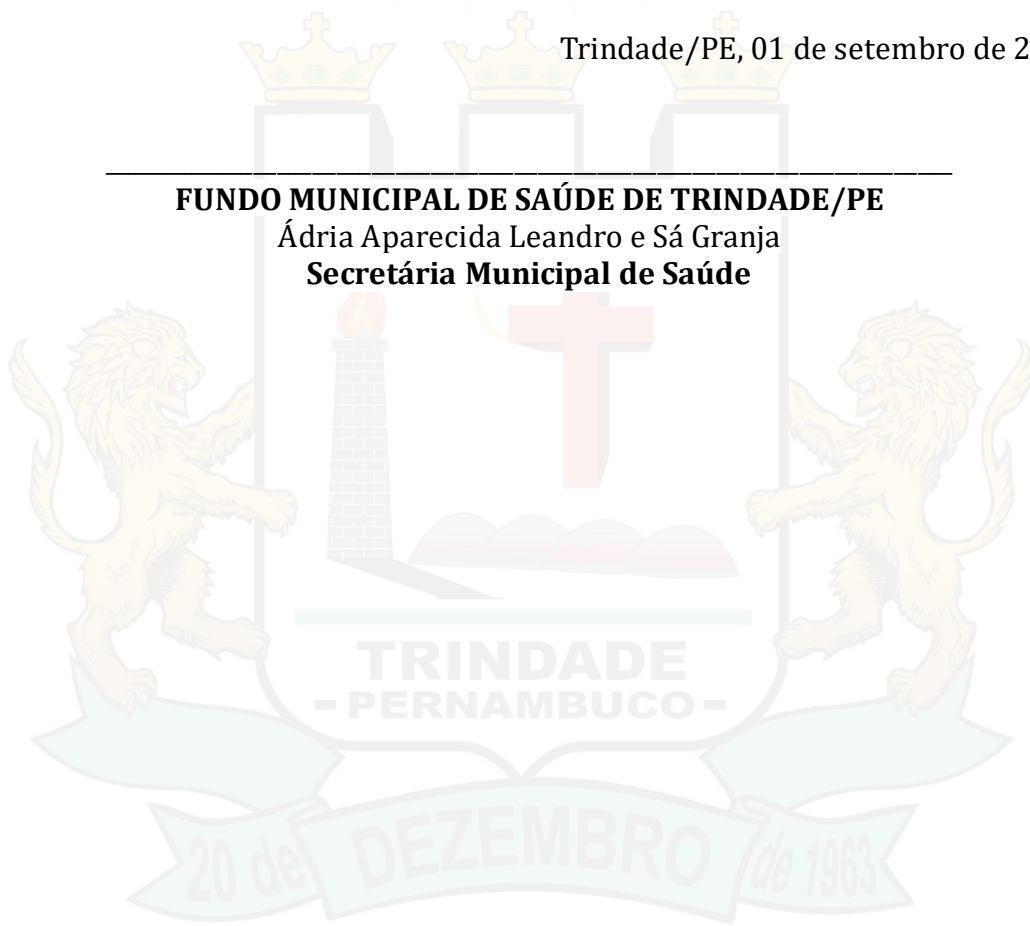 Trindade/PE, 01 de setembro de 2
FUNDO MUNICIPAL DE SAÚDE DE TRINDADE/PE
Ádria Aparecida Leandro e Sá Granja
Secretária Municipal de Saúde
TRINDADE
- PERNAMBUCO -
20 de DEZEMBRO de 1963